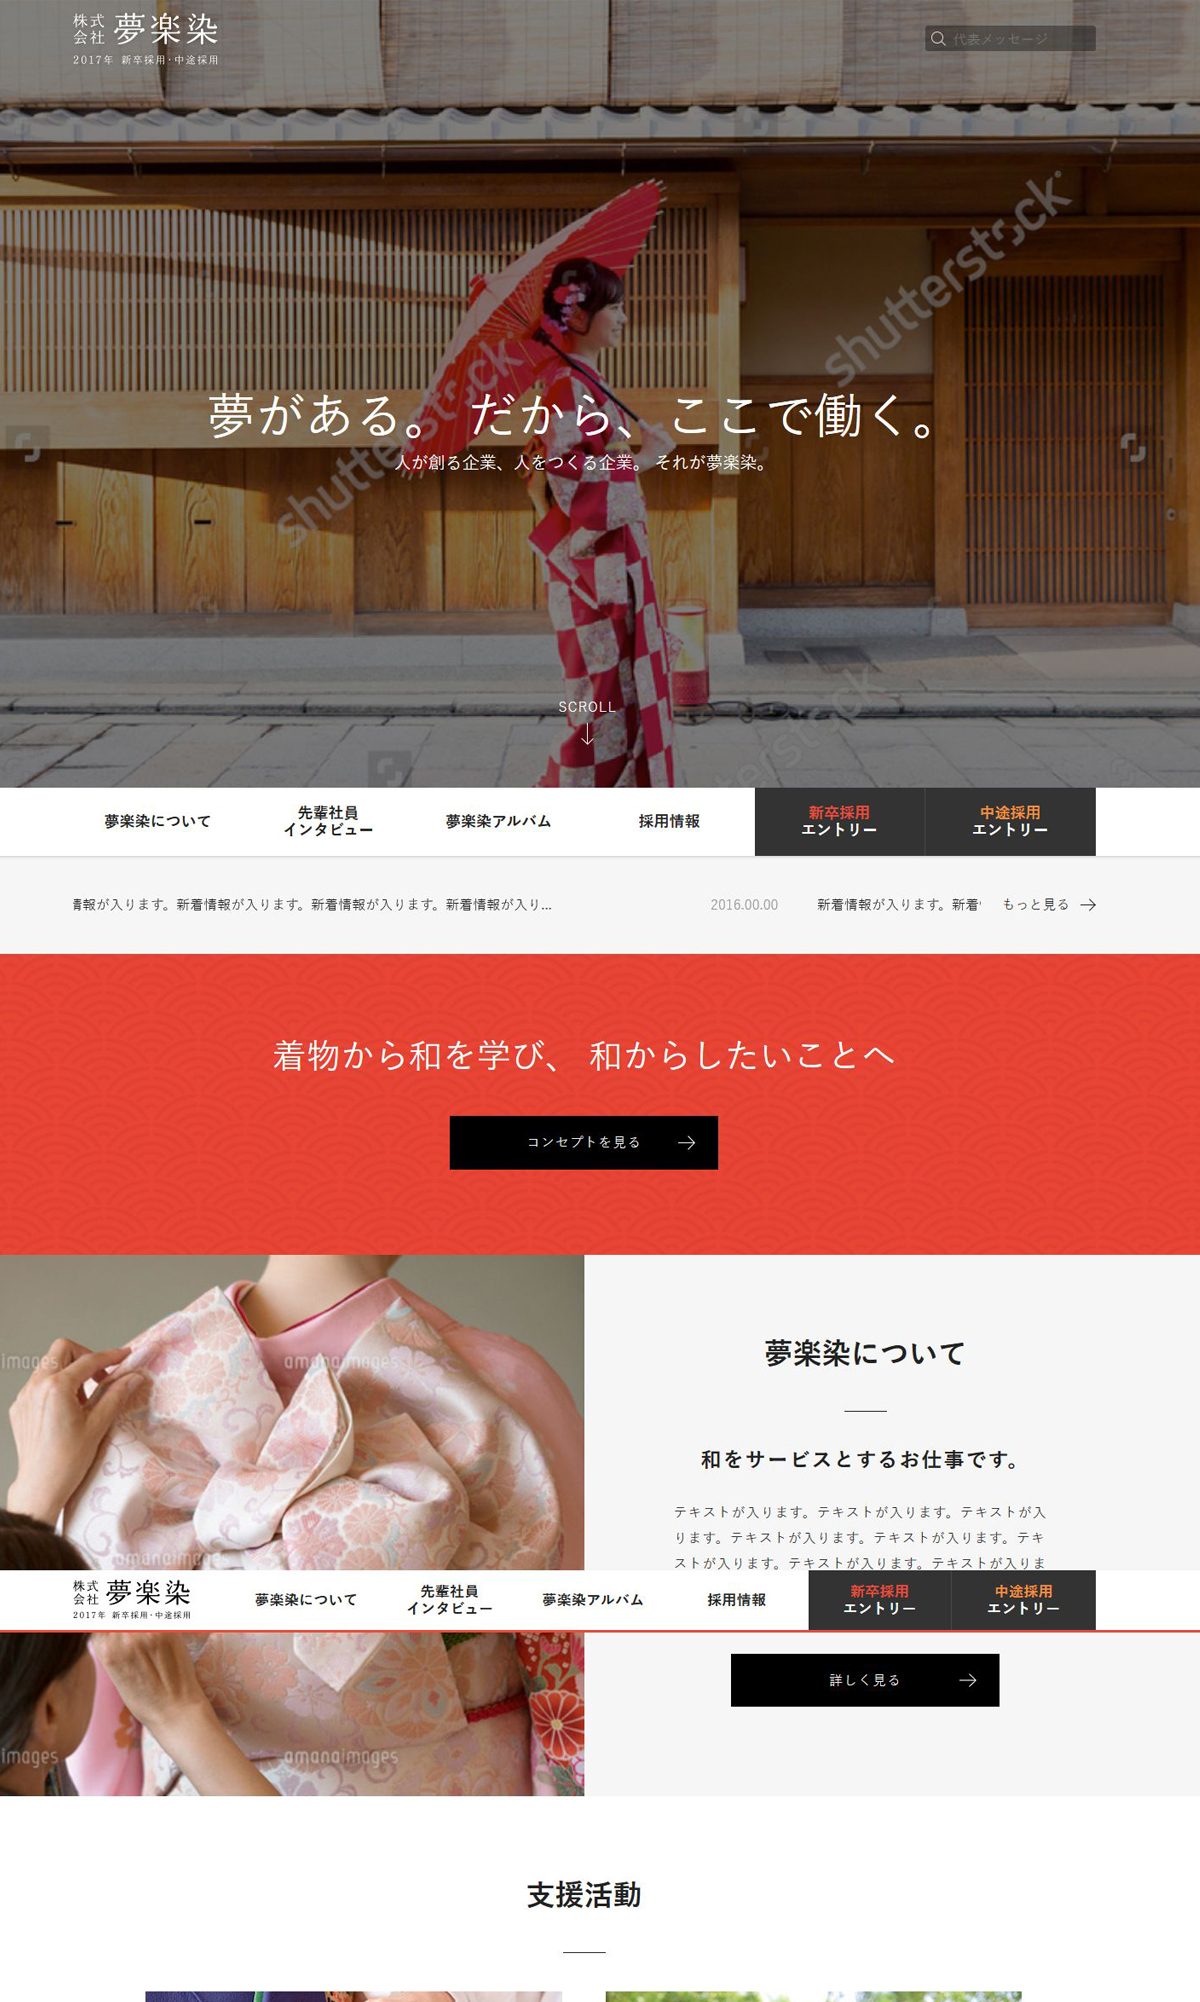 株式
会社 夢楽染
2017年 新卒採用・中途採用
代表メッセージ
shutterstock
夢がある。 だから、ここで働く。
人が創る企業、人をつくる企業。 それが夢楽染。
shutterstock
SCROLL
夢楽染について
先輩社員
インタビュー
夢楽染アルバム
採用情報
新卒採用
エントリー
中途採用
エントリー
報が入ります。新着情報が入ります。新着情報が入ります。新着情報が入り...
2016.00.00
新着情報が入ります。新着
もっと見る
着物から和を学び、 和からしたいことへ
コンセプトを見る
images
amanaimages
夢楽染について
和をサービスとするお仕事です。
テキストが入ります。テキストが入ります。テキストが入
ります。テキストが入ります。テキストが入ります。テキ
ストが入ります。テキストが入ります。テキストが入りま
amanaimages
株式
会社 夢楽染
2017年 新卒採用・中途採用
夢楽染について
先輩社員
インタビュー
夢楽染アルバム
採用情報
新卒採用
エントリー
中途採用
エントリー
詳しく見る
images
amanaimages
支援活動